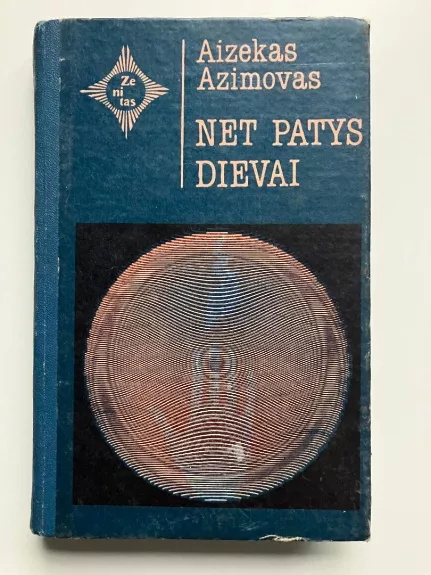 Ze
ni
tas
Aizekas
Azimovas
NET PATYS
DIEVAI